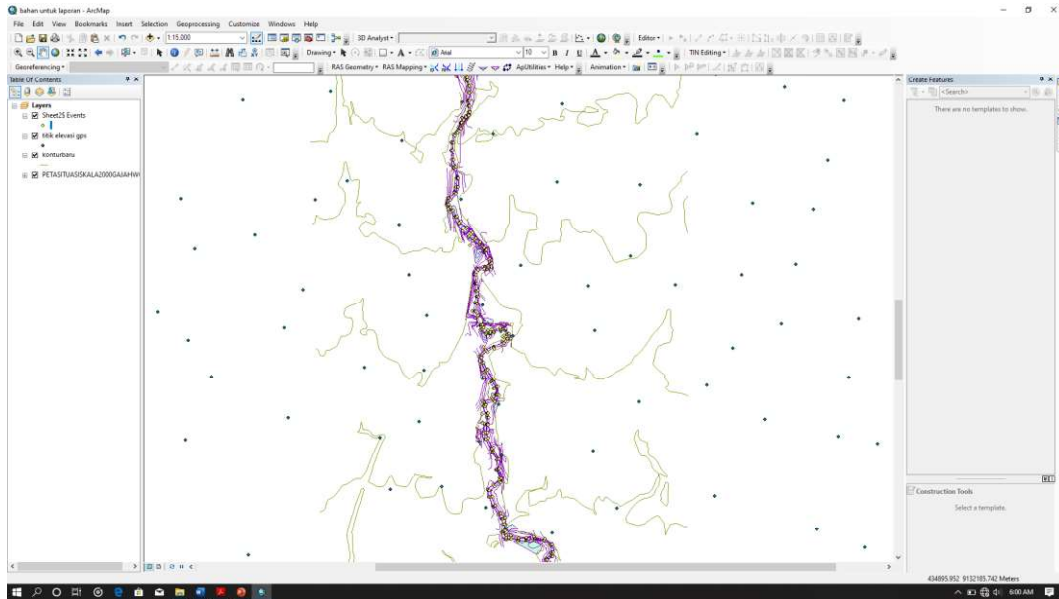 bahan untuk laporan - ArcMap
File Edit View Bookmarks Insert Selection Geoprocessing Customize Windows Help
1:15.000
3D Analyst
Editor
Drawing
Arial
10
B I U
A
TIN Editing
Georeferencing
RAS Geometry RAS Mapping
ApUtilities Help
Animation
Table Of Contents
Layers
Sheet2$ Events
titik elevasi gps
konturbaru
Create Features
<Search>
There are no templates to show.
Construction Tools
Select a template.
434895.952 9132185.742 Meters
6:00 AM